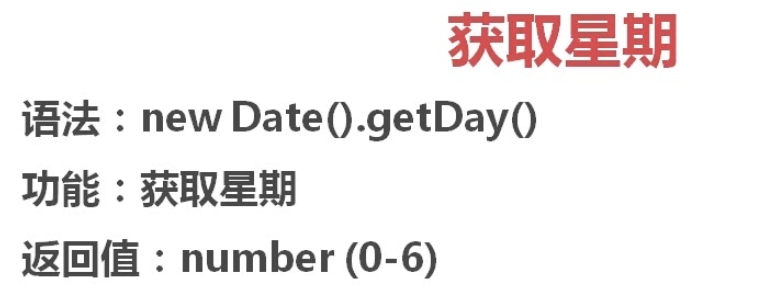 获取星期
语法：new Date().getDay()
功能：获取星期
返回值：number (0-6)